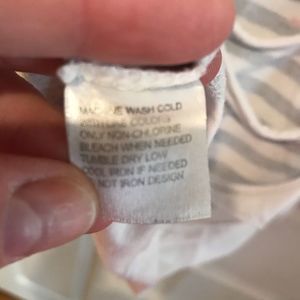 MACHINE WASH COLD
WITH LIKE COLORS
ONLY NON-CHLORINE
BLEACH WHEN NEEDED
TUMBLE DRY LOW
COOL IRON IF NEEDED
NOT IRON DESIGN